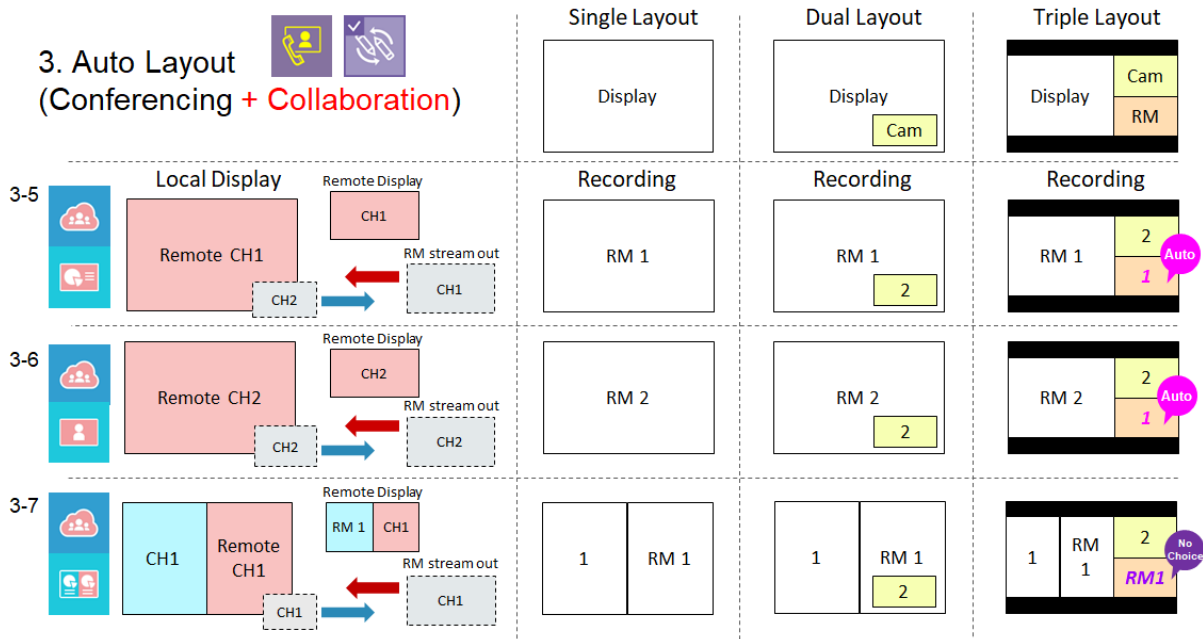 3. Auto Layout
(Conferencing + Collaboration)
Single Layout
Dual Layout
Triple Layout
Display
Display
Cam
Display
Cam
RM
3-5
Local Display
Remote Display
Recording
Recording
Recording
Remote CH1
CH1
RM stream out
CH2
CH1
RM 1
RM 1
2
RM 1
2
1
Auto
3-6
Remote Display
Remote CH2
CH2
RM stream out
CH2
CH2
RM 2
RM 2
2
RM 2
2
1
Auto
3-7
Remote Display
CH1
Remote
CH1
RM 1
CH1
RM stream out
CH1
CH1
1
RM 1
1
RM 1
2
1
RM
1
2
RM1
No
Choice